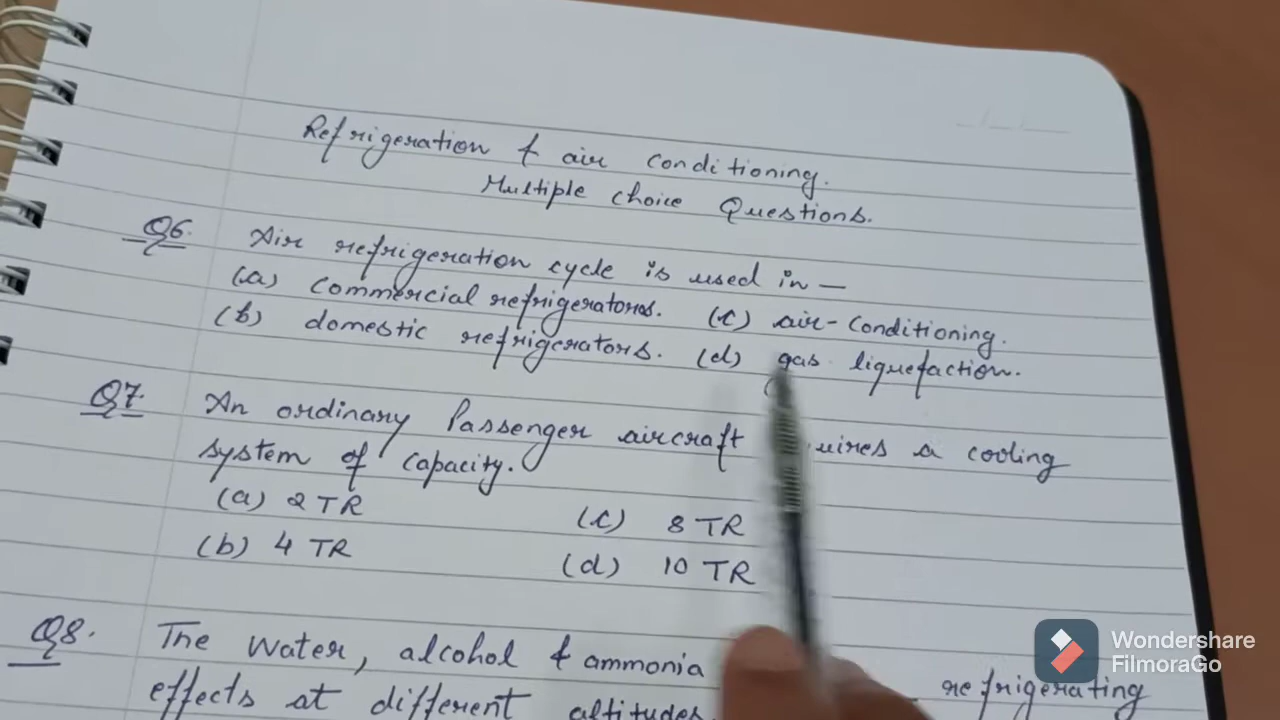 Refrigeration & air conditioning.
Multiple choice Questions.
Q6. Air refrigeration cycle is used in —
(a) commercial refrigerators. (c) air-conditioning.
(b) domestic refrigerators. (d) gas liquefaction.
Q7. An ordinary Passenger aircraft a cooling
system of capacity.
(a) 2 TR (c) 8 TR
(b) 4 TR (d) 10 TR
Q8. The water, alcohol & ammonia refrigerating
effects at different altitudes.
Wondershare
FilmoraGo